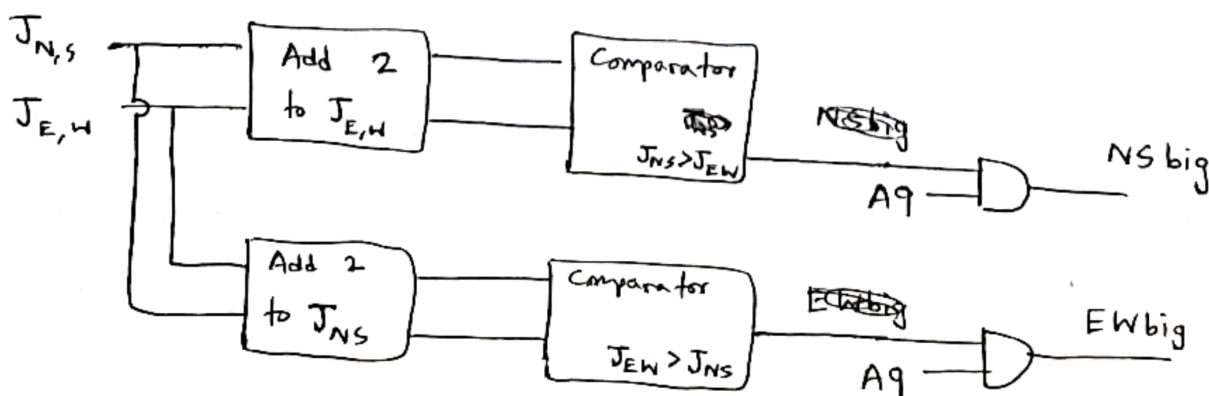 J_N,S
J_E,W
Add 2
to J_E,W
Comparator
J_NS>J_EW
A9
NS big
Add 2
to J_NS
Comparator
J_EW > J_NS
A9
EWbig